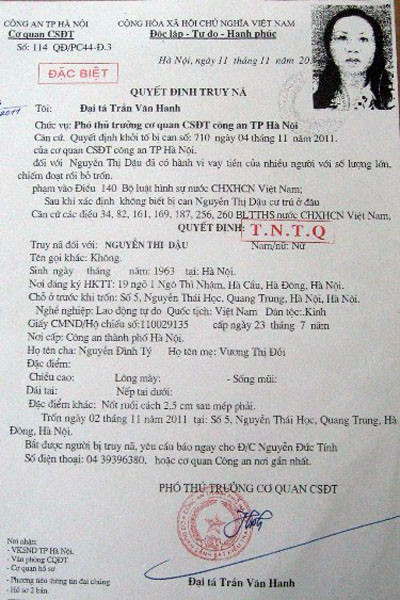 CÔNG AN TP HÀ NỘI
Cơ quan CSĐT
Số: 114 QĐ/PC44-Đ.3
CỘNG HÒA XÃ HỘI CHỦ NGHĨA VIỆT NAM
Độc lập - Tự do - Hạnh phúc
Hà Nội, ngày 11 tháng 11 năm
ĐẶC BIỆT
QUYẾT ĐỊNH TRUY NÃ
2011
Tôi: Đại tá Trần Văn Hanh
Chức vụ: Phó thủ trưởng cơ quan CSĐT công an TP Hà Nội
Căn cứ. Quyết định khởi tố bị can số: 710 ngày 04 tháng 11 năm 2011.
của cơ quan CSĐT công an TP Hà Nội.
đối với Nguyễn Thị Dậu đã có hành vi vay tiền của nhiều người với số lượng lớn,
chiếm đoạt rồi bỏ trốn.
phạm vào Điều 140 Bộ luật hình sự nước CHXHCN Việt Nam;
Sau khi xác định không biết bị can Nguyễn Thị Dậu cư trú ở đâu
Căn cứ các điều 34, 82, 161, 169, 187, 256, 260 BLTTHS nước CHXHCN Việt Nam,
QUYẾT ĐỊNH:
T.N.T.Q
Truy nã đối với: NGUYỄN THỊ DẬU Nam/nữ: Nữ
Tên gọi khác: Không.
Sinh ngày tháng năm: 1963 tại: Hà Nội.
Nơi đăng ký HKTT: 19 ngõ 1 Ngô Thì Nhậm, Hà Cầu, Hà Đông, Hà Nội.
Chỗ ở trước khi trốn: Số 5, Nguyễn Thái Học, Quang Trung, Hà Nội, Hà Nội.
Nghề nghiệp: Lao động tự do Quốc tịch: Việt Nam Dân tộc: Kinh
Giấy CMND/Hộ chiếu số:110029135 cấp ngày 23 tháng 7 năm
Nơi cấp: Công an thành phố Hà Nội.
Họ tên cha: Nguyễn Đình Tý Họ tên mẹ: Vương Thị Đôi
Đặc điểm:
Chiều cao: Lông mày: - Sống mũi:
Dái tai: Nếp tai dưới:
Đặc điểm khác: Nốt ruồi cách 2,5 cm sau mép phải.
Trốn ngày 02 tháng 11 năm 2011 tại: Số 5, Nguyễn Thái Học, Quang Trung, Hà
Đông, Hà Nội.
Bắt được người bị truy nã, yêu cầu báo ngay cho Đ/C Nguyễn Đức Tính
Số điện thoại: 04 39396380, hoặc cơ quan Công an nơi gần nhất.
PHÓ THỦ TRƯỞNG CƠ QUAN CSĐT
Nơi nhận:
- VKSND TP Hà Nội.
- Văn phòng CQĐT
- Cơ quan hồ sơ
- Phương tiện thông tin đại chúng
- Hồ sơ 2 bản.
Đại tá Trần Văn Hanh